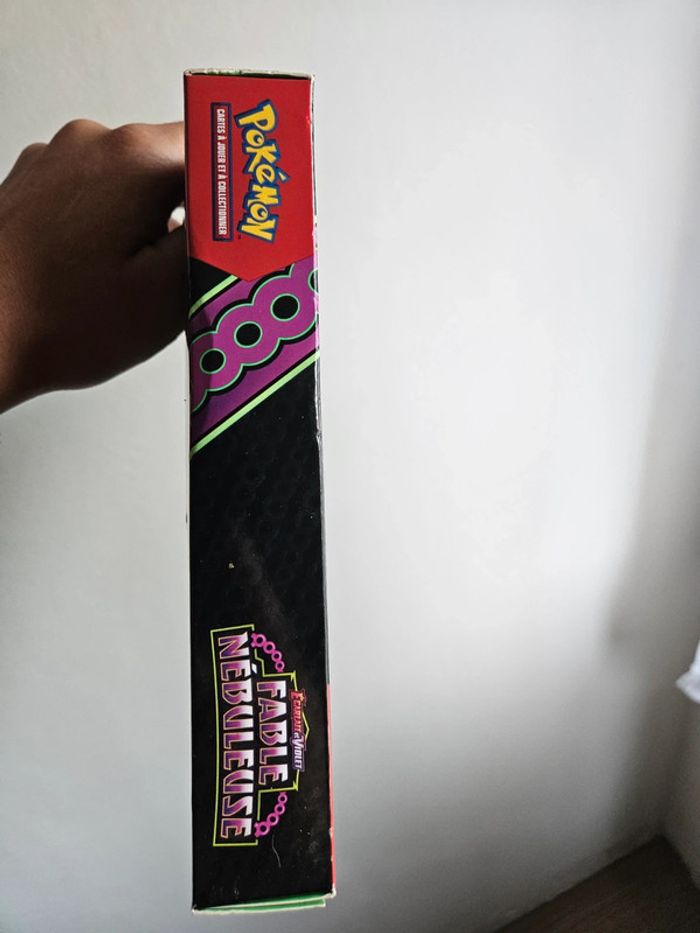 POKéMON
CARTES À JOUER ET À COLLECTIONNER
ÉCARLATE et VIOLET
FABLE
NÉBULEUSE